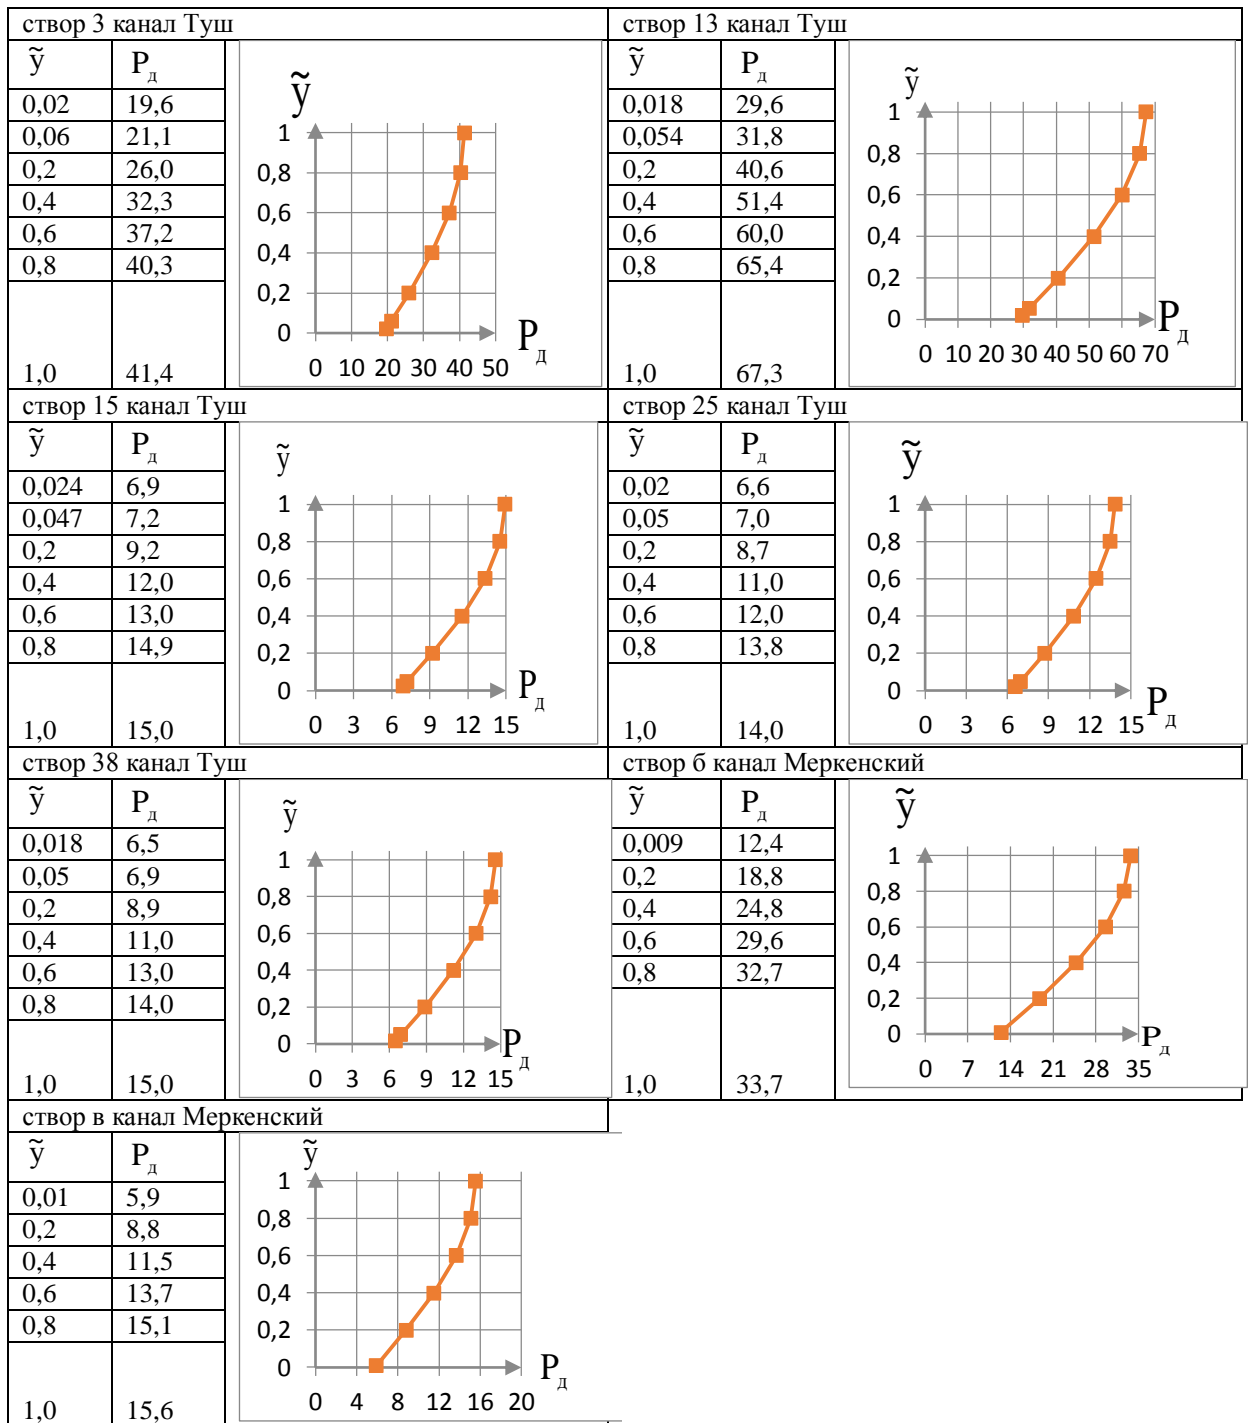 створ 3 канал Туш
ỹ Рд
0,02 19,6
0,06 21,1
0,2 26,0
0,4 32,3
0,6 37,2
0,8 40,3
1,0 41,4
ỹ
1
0,8
0,6
0,4
0,2
0
Рд
0 10 20 30 40 50
створ 13 канал Туш
ỹ Рд
0,018 29,6
0,054 31,8
0,2 40,6
0,4 51,4
0,6 60,0
0,8 65,4
1,0 67,3
ỹ
1
0,8
0,6
0,4
0,2
0
Рд
0 10 20 30 40 50 60 70
створ 15 канал Туш
ỹ Рд
0,024 6,9
0,047 7,2
0,2 9,2
0,4 12,0
0,6 13,0
0,8 14,9
1,0 15,0
ỹ
1
0,8
0,6
0,4
0,2
0
Рд
0 3 6 9 12 15
створ 25 канал Туш
ỹ Рд
0,02 6,6
0,05 7,0
0,2 8,7
0,4 11,0
0,6 12,0
0,8 13,8
1,0 14,0
ỹ
1
0,8
0,6
0,4
0,2
0
Рд
0 3 6 9 12 15
створ 38 канал Туш
ỹ Рд
0,018 6,5
0,05 6,9
0,2 8,9
0,4 11,0
0,6 13,0
0,8 14,0
1,0 15,0
ỹ
1
0,8
0,6
0,4
0,2
0
Рд
0 3 6 9 12 15
створ б канал Меркенский
ỹ Рд
0,009 12,4
0,2 18,8
0,4 24,8
0,6 29,6
0,8 32,7
1,0 33,7
ỹ
1
0,8
0,6
0,4
0,2
0
Рд
0 7 14 21 28 35
створ в канал Меркенский
ỹ Рд
0,01 5,9
0,2 8,8
0,4 11,5
0,6 13,7
0,8 15,1
1,0 15,6
ỹ
1
0,8
0,6
0,4
0,2
0
Рд
0 4 8 12 16 20